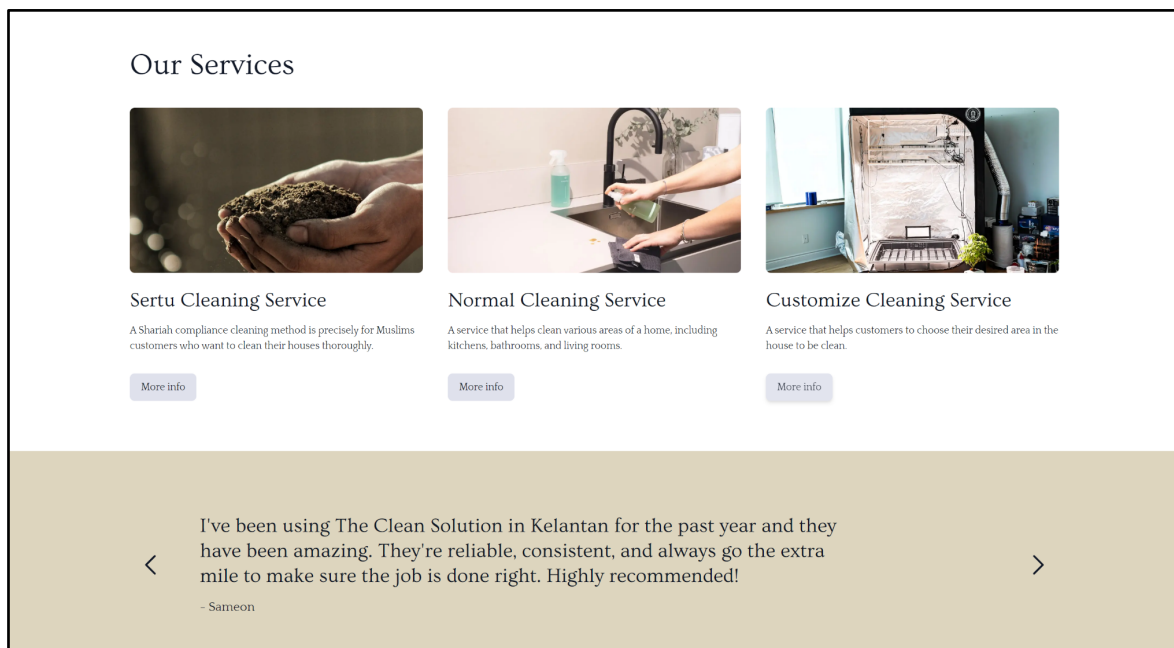 Our Services
Sertu Cleaning Service
A Shariah compliance cleaning method is precisely for Muslims
customers who want to clean their houses thoroughly.
More info
Normal Cleaning Service
A service that helps clean various areas of a home, including
kitchens, bathrooms, and living rooms.
More info
Customize Cleaning Service
A service that helps customers to choose their desired area in the
house to be clean.
More info
I've been using The Clean Solution in Kelantan for the past year and they
have been amazing. They're reliable, consistent, and always go the extra
mile to make sure the job is done right. Highly recommended!
- Sameon